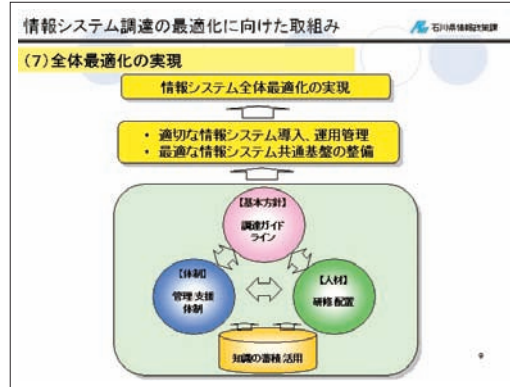 情報システム調達の最適化に向けた取組み
石川県情報政策課
(7)全体最適化の実現
情報システム全体最適化の実現
・ 適切な情報システム導入、運用管理
・ 最適な情報システム共通基盤の整備
【基本方針】
調達ガイド
ライン
【体制】
管理・支援
体制
【人材】
研修・配置
知識の蓄積・活用
9